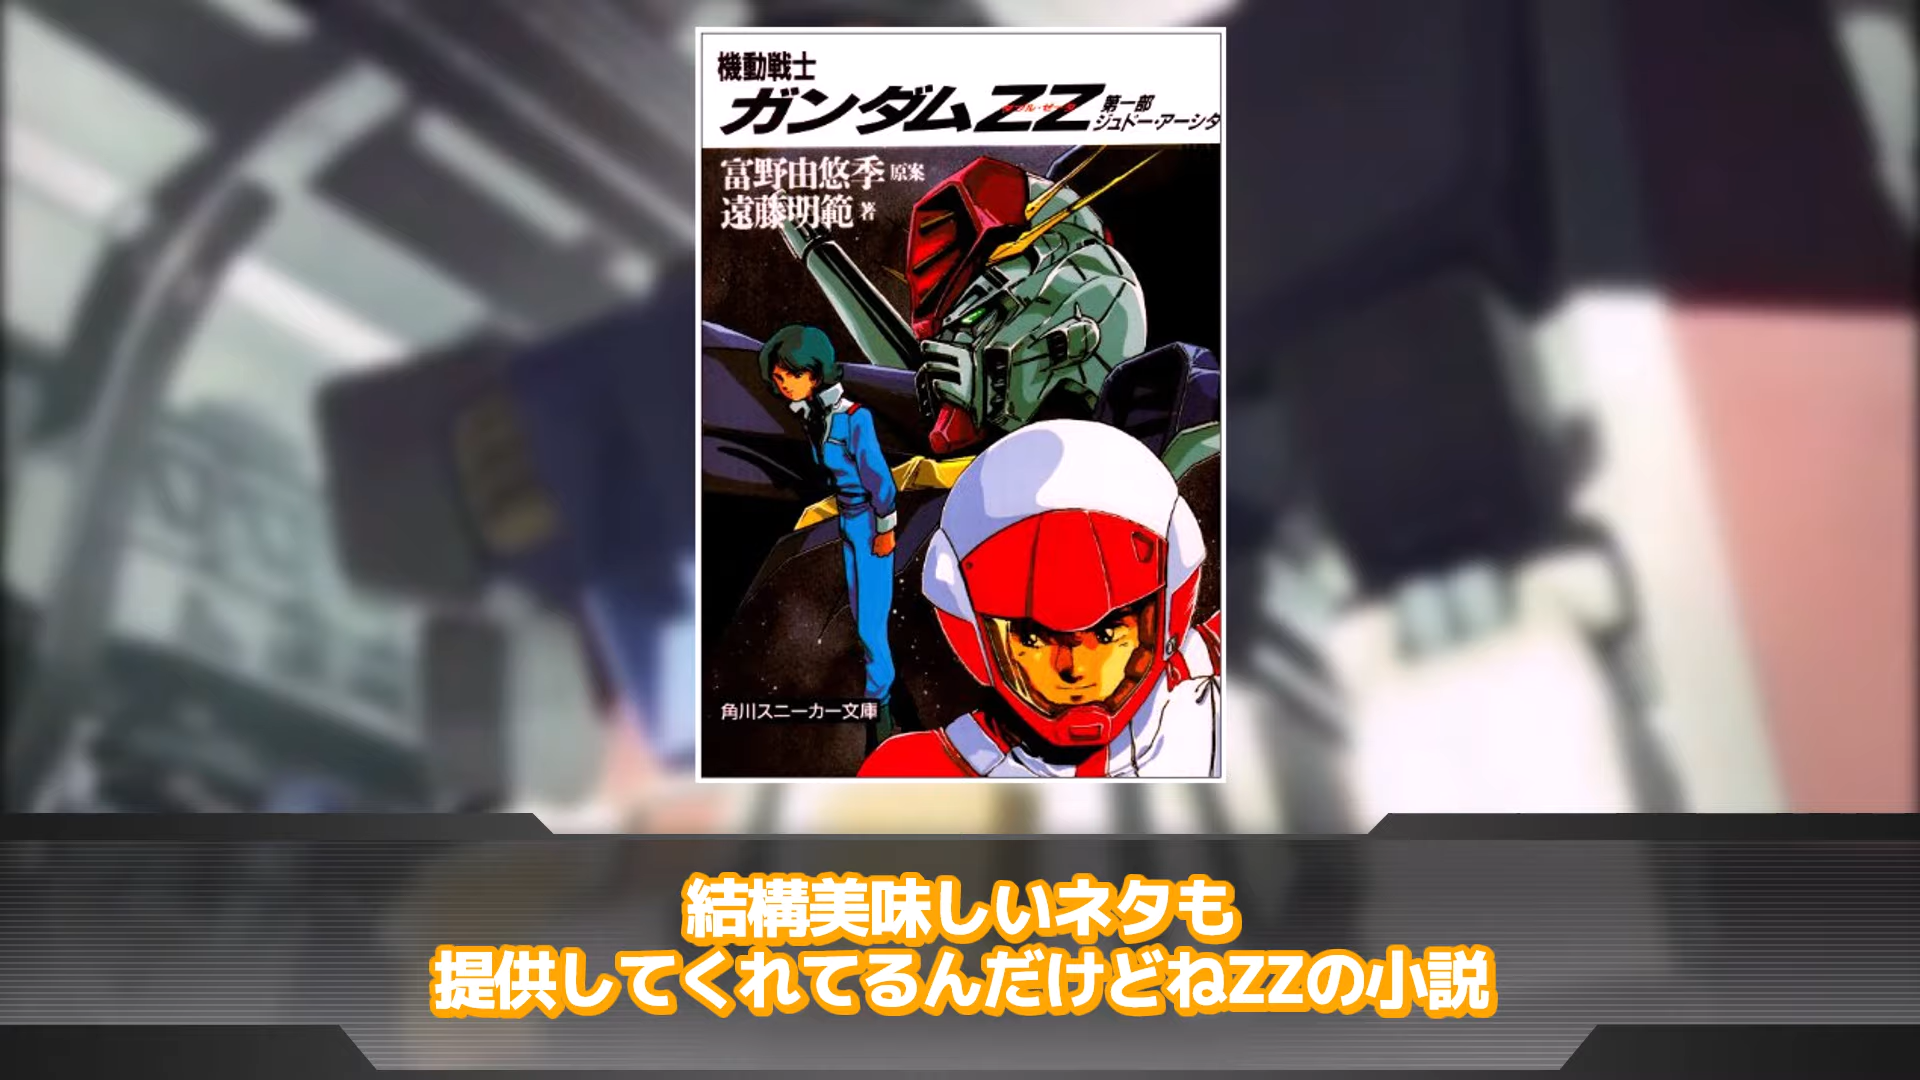 機動戦士
ガンダムZZ
ダブル・ゼータ
第一部
ジュドー・アーシタ
富野由悠季 原案
遠藤明範 著
角川スニーカー文庫
結構美味しいネタも
提供してくれてるんだけどねZZの小説